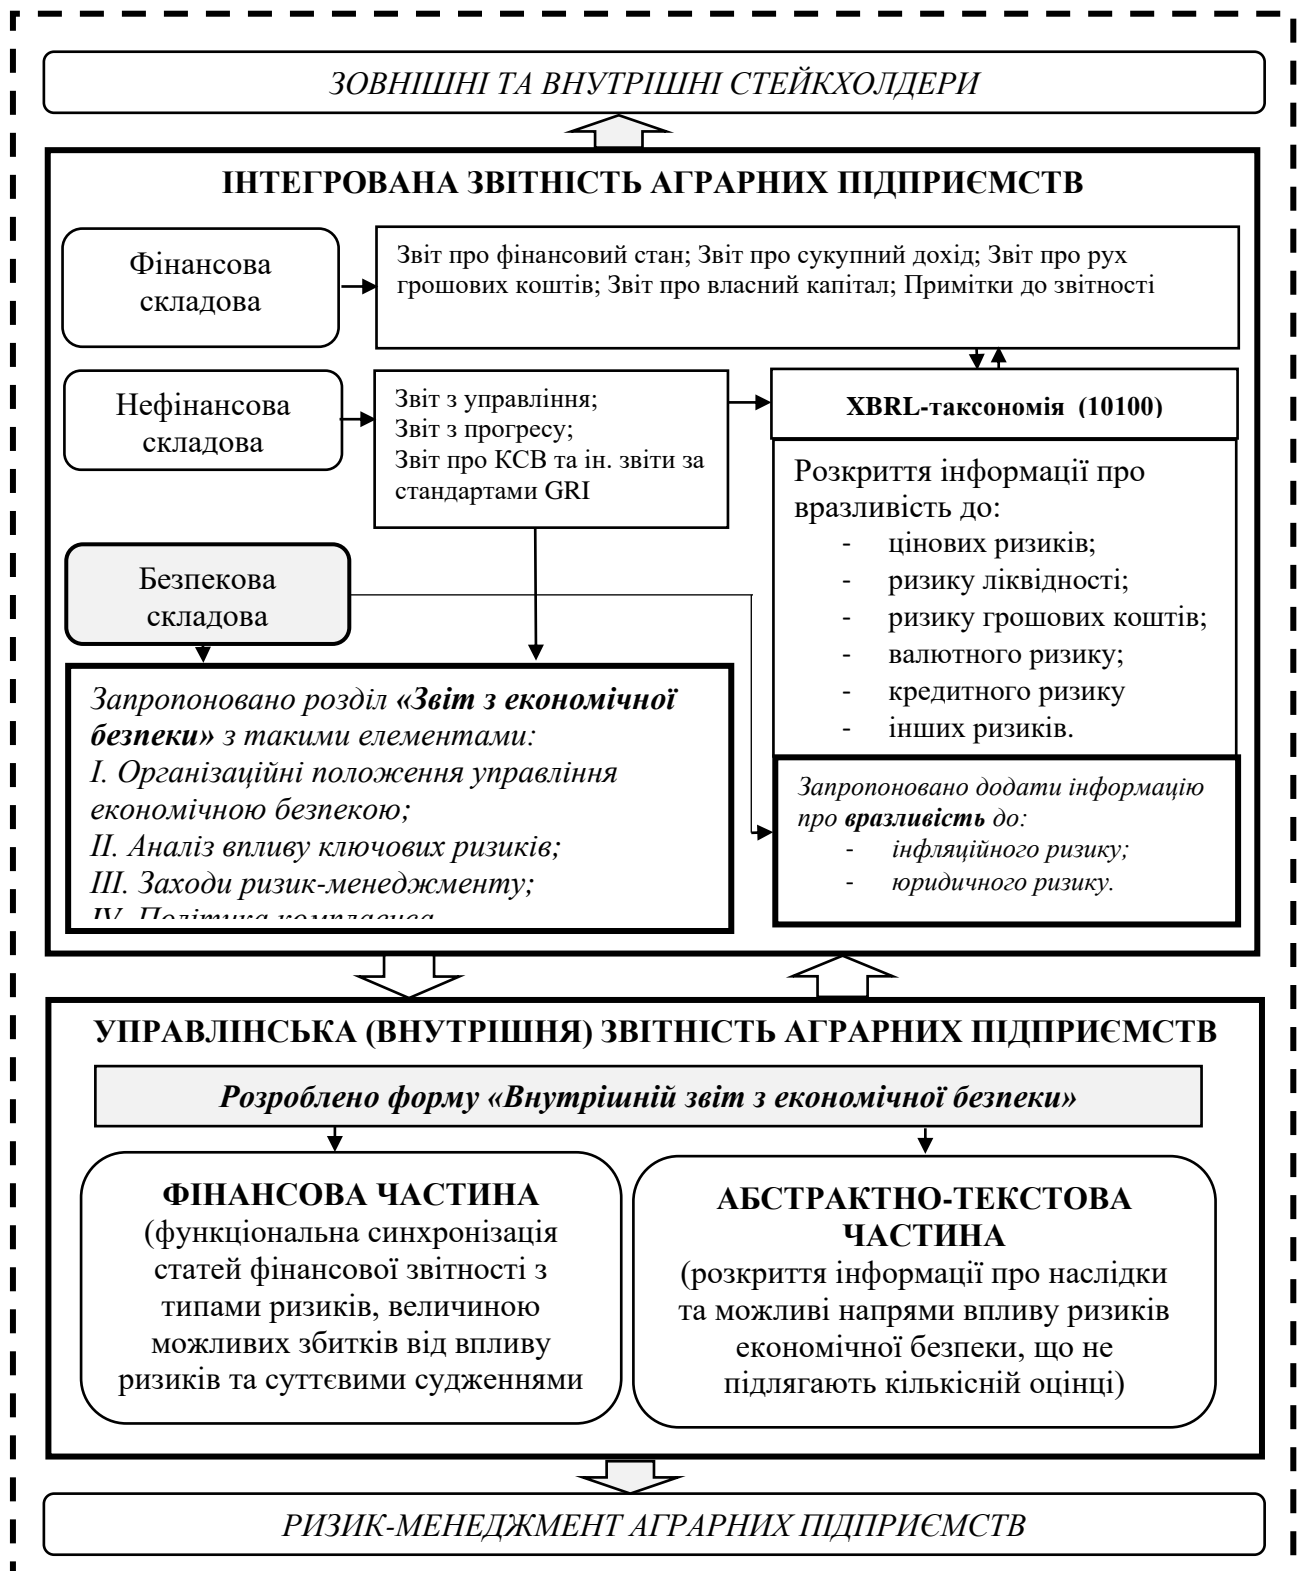 ЗОВНІШНІ ТА ВНУТРІШНІ СТЕЙКХОЛДЕРИ
ІНТЕГРОВАНА ЗВІТНІСТЬ АГРАРНИХ ПІДПРИЄМСТВ
Фінансова
складова
Звіт про фінансовий стан; Звіт про сукупний дохід; Звіт про рух
грошових коштів; Звіт про власний капітал; Примітки до звітності
Нефінансова
складова
Звіт з управління;
Звіт з прогресу;
Звіт про КСВ та ін. звіти за
стандартами GRI
XBRL-таксономія (10100)
Розкриття інформації про
вразливість до:
- цінових ризиків;
- ризику ліквідності;
- ризику грошових коштів;
- валютного ризику;
- кредитного ризику
- інших ризиків.
Безпекова
складова
Запропоновано розділ «Звіт з економічної
безпеки» з такими елементами:
І. Організаційні положення управління
економічною безпекою;
ІІ. Аналіз впливу ключових ризиків;
ІІІ. Заходи ризик-менеджменту;
IV. Політика
Запропоновано додати інформацію
про вразливість до:
- інфляційного ризику;
- юридичного ризику.
УПРАВЛІНСЬКА (ВНУТРІШНЯ) ЗВІТНІСТЬ АГРАРНИХ ПІДПРИЄМСТВ
Розроблено форму «Внутрішній звіт з економічної безпеки»
ФІНАНСОВА ЧАСТИНА
(функціональна синхронізація
статей фінансової звітності з
типами ризиків, величиною
можливих збитків від впливу
ризиків та суттєвими судженнями
АБСТРАКТНО-ТЕКСТОВА
ЧАСТИНА
(розкриття інформації про наслідки
та можливі напрями впливу ризиків
економічної безпеки, що не
підлягають кількісній оцінці)
РИЗИК-МЕНЕДЖМЕНТ АГРАРНИХ ПІДПРИЄМСТВ